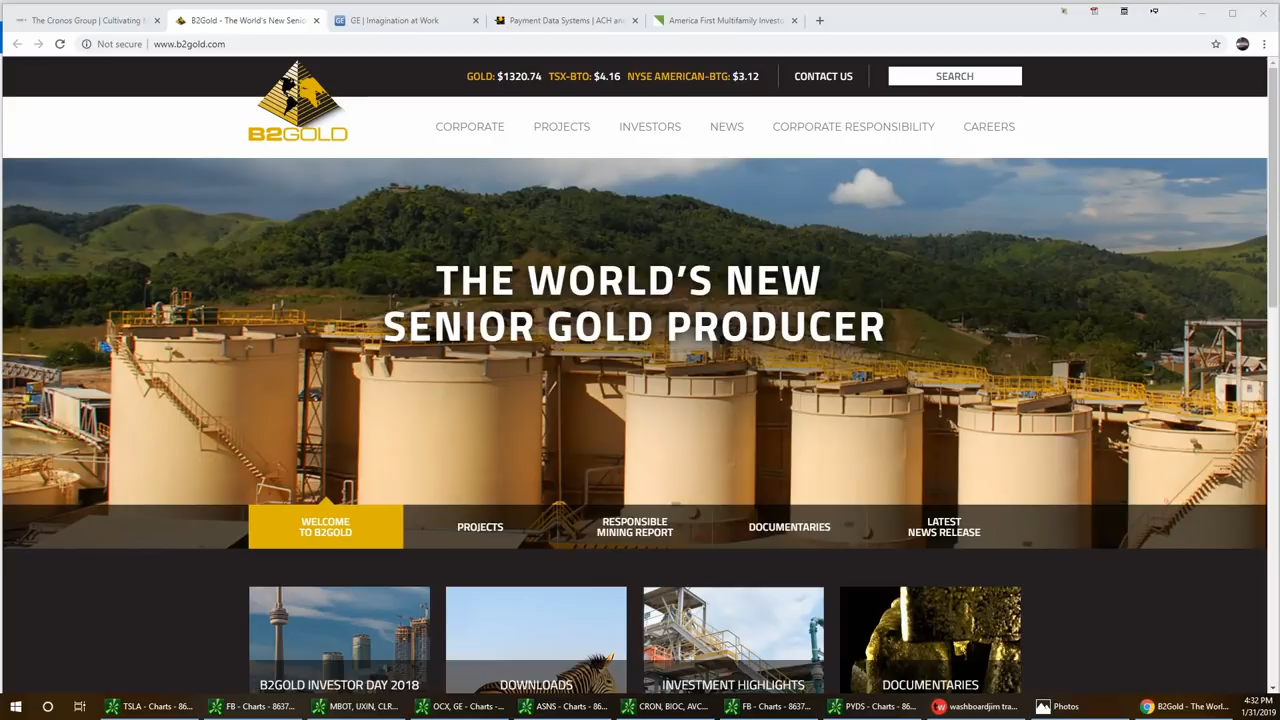 The Cronos Group | Cultivating M
B2Gold - The World's New Senio
GE | Imagination at Work
Payment Data Systems | ACH an
America First Multifamily Investo
Not secure | www.b2gold.com
GOLD: $1320.74 TSX-BTO: $4.16 NYSE AMERICAN-BTG: $3.12
CONTACT US
SEARCH
B2GOLD
CORPORATE
PROJECTS
INVESTORS
NEWS
CORPORATE RESPONSIBILITY
CAREERS
THE WORLD'S NEW
SENIOR GOLD PRODUCER
WELCOME
TO B2GOLD
PROJECTS
RESPONSIBLE
MINING REPORT
DOCUMENTARIES
LATEST
NEWS RELEASE
B2GOLD INVESTOR DAY 2018
DOWNLOADS
INVESTMENT HIGHLIGHTS
DOCUMENTARIES
TSLA - Charts - 86...
FB - Charts - 8637...
MBOT, UXIN, CLR...
OCX, GE - Charts -...
ASNS - Charts - 86...
CRON, BIOC, AVC...
FB - Charts - 8637...
PYDS - Charts - 86...
washboardjim tra...
Photos
B2Gold - The Worl...
4:32 PM
1/31/2019